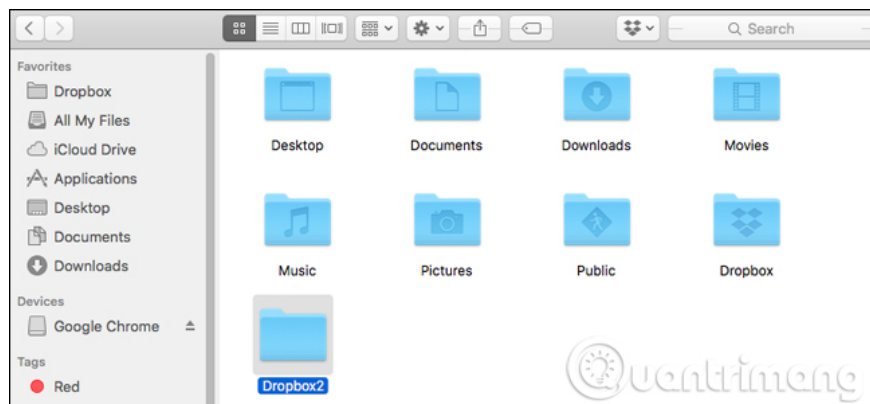 Search
Favorites
Dropbox
All My Files
iCloud Drive
Applications
Desktop
Documents
Downloads
Devices
Google Chrome
Tags
Red
Desktop Documents Downloads Movies
Music Pictures Public Dropbox
Dropbox2
Quantrimang